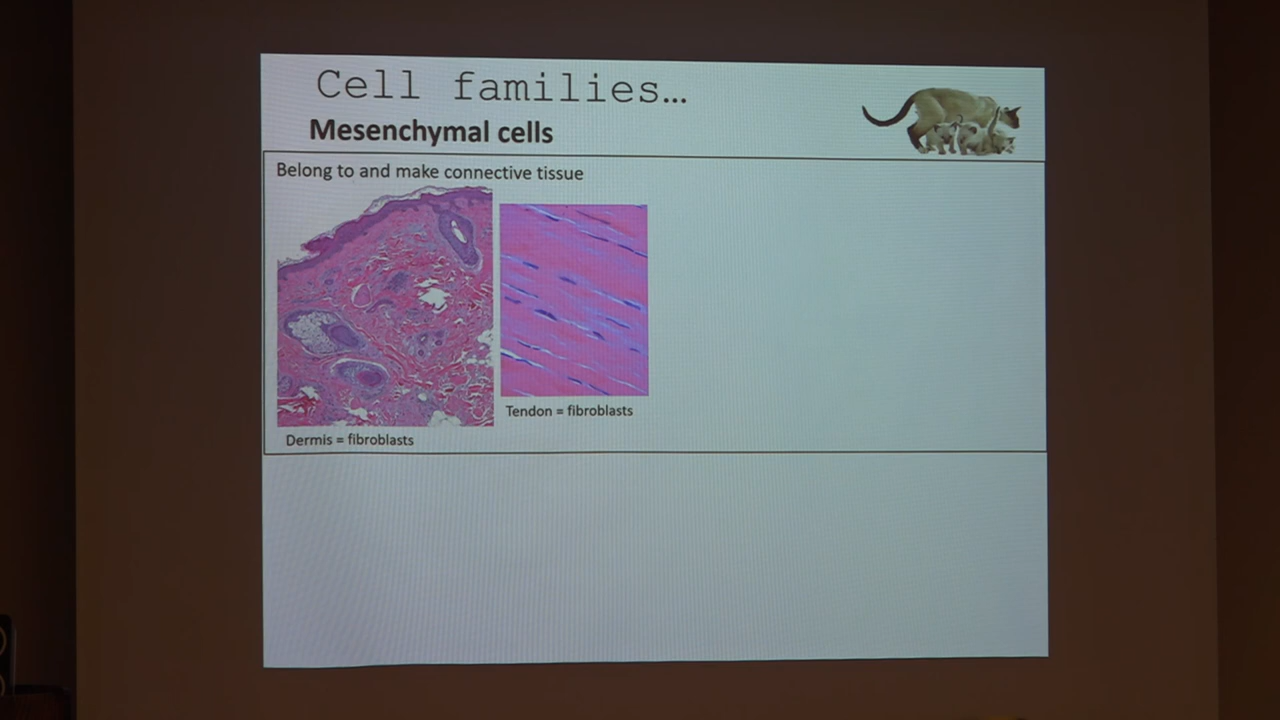 Cell families…
Mesenchymal cells
Belong to and make connective tissue
Tendon = fibroblasts
Dermis = fibroblasts